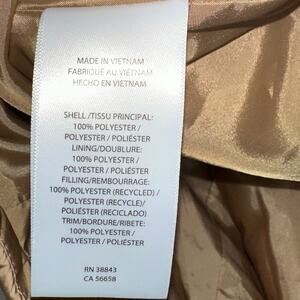 MADE IN VIETNAM
FABRIQUÉ AU VIETNAM
HECHO EN VIETNAM
SHELL /TISSU PRINCIPAL:
100% POLYESTER /
POLYESTER / POLIÉSTER
LINING/DOUBLURE:
100% POLYESTER /
POLYESTER / POLIÉSTER
FILLING/REMBOURRAGE:
100% POLYESTER (RECYCLED) /
POLYESTER (RECYCLE)/
POLIÉSTER (RECICLADO)
TRIM/BORDURE/RIBETE:
100% POLYESTER /
POLYESTER / POLIÉSTER
RN 38843
CA 56658